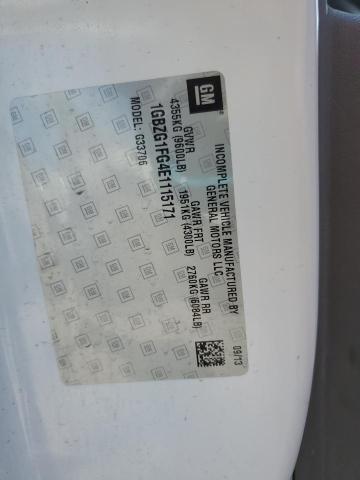 GM
INCOMPLETE VEHICLE MANUFACTURED BY
GENERAL MOTORS LLC
GVWR GAWR FRT GAWR RR
4355KG (9600LB) 1951KG (4300LB) 2760KG (6084LB)
1GBZG1FG4E1115171
MODEL: G33706
09/13